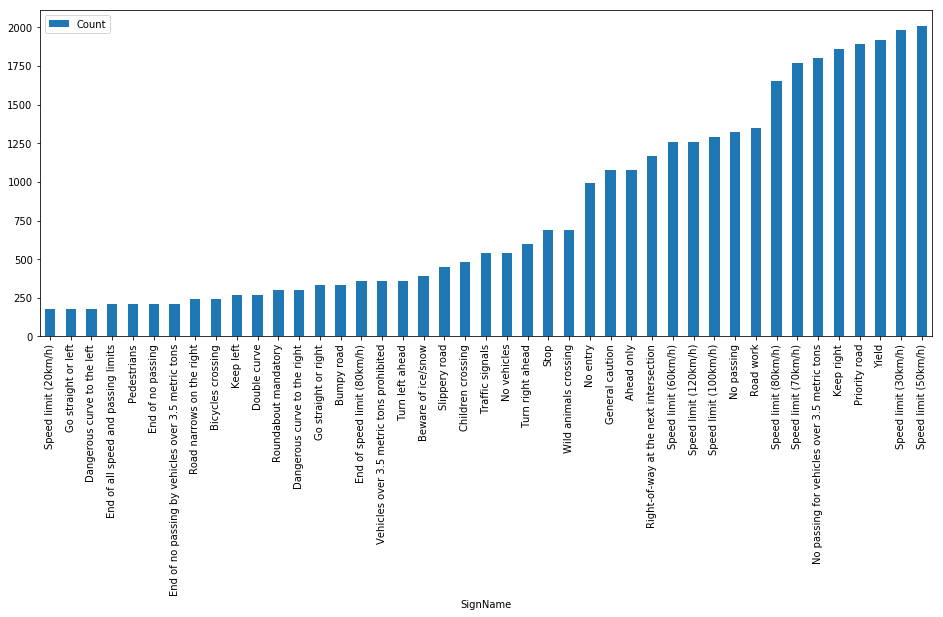 Count
2000
1750
1500
1250
1000
750
500
250
0
Speed limit (20km/h)
Go straight or left
Dangerous curve to the left
End of all speed and passing limits
Pedestrians
End of no passing
End of no passing by vehicles over 3.5 metric tons
Road narrows on the right
Bicycles crossing
Keep left
Double curve
Roundabout mandatory
Dangerous curve to the right
Go straight or right
Bumpy road
End of speed limit (80km/h)
Vehicles over 3.5 metric tons prohibited
Turn left ahead
Beware of ice/snow
Slippery road
Children crossing
Traffic signals
No vehicles
Turn right ahead
Stop
Wild animals crossing
No entry
General caution
Ahead only
Right-of-way at the next intersection
Speed limit (60km/h)
Speed limit (120km/h)
Speed limit (100km/h)
No passing
Road work
Speed limit (80km/h)
Speed limit (70km/h)
No passing for vehicles over 3.5 metric tons
Keep right
Priority road
Yield
Speed limit (30km/h)
Speed limit (50km/h)
SignName